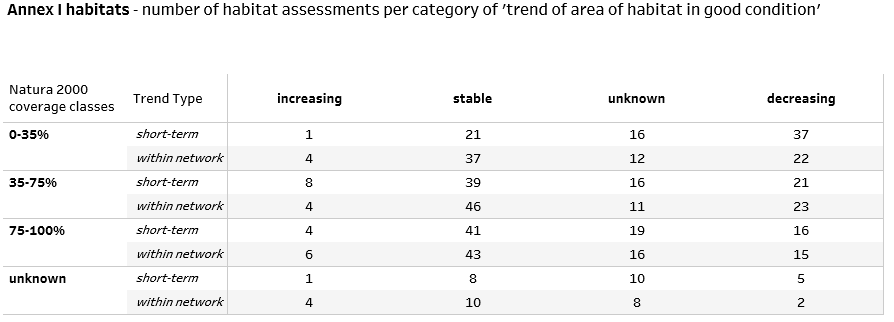 Annex I habitats - number of habitat assessments per category of 'trend of area of habitat in good condition'
Natura 2000
coverage classes Trend Type increasing stable unknown decreasing
0-35% short-term 1 21 16 37
within network 4 37 12 22
35-75% short-term 8 39 16 21
within network 4 46 11 23
75-100% short-term 4 41 19 16
within network 6 43 16 15
unknown short-term 1 8 10 5
within network 4 10 8 2